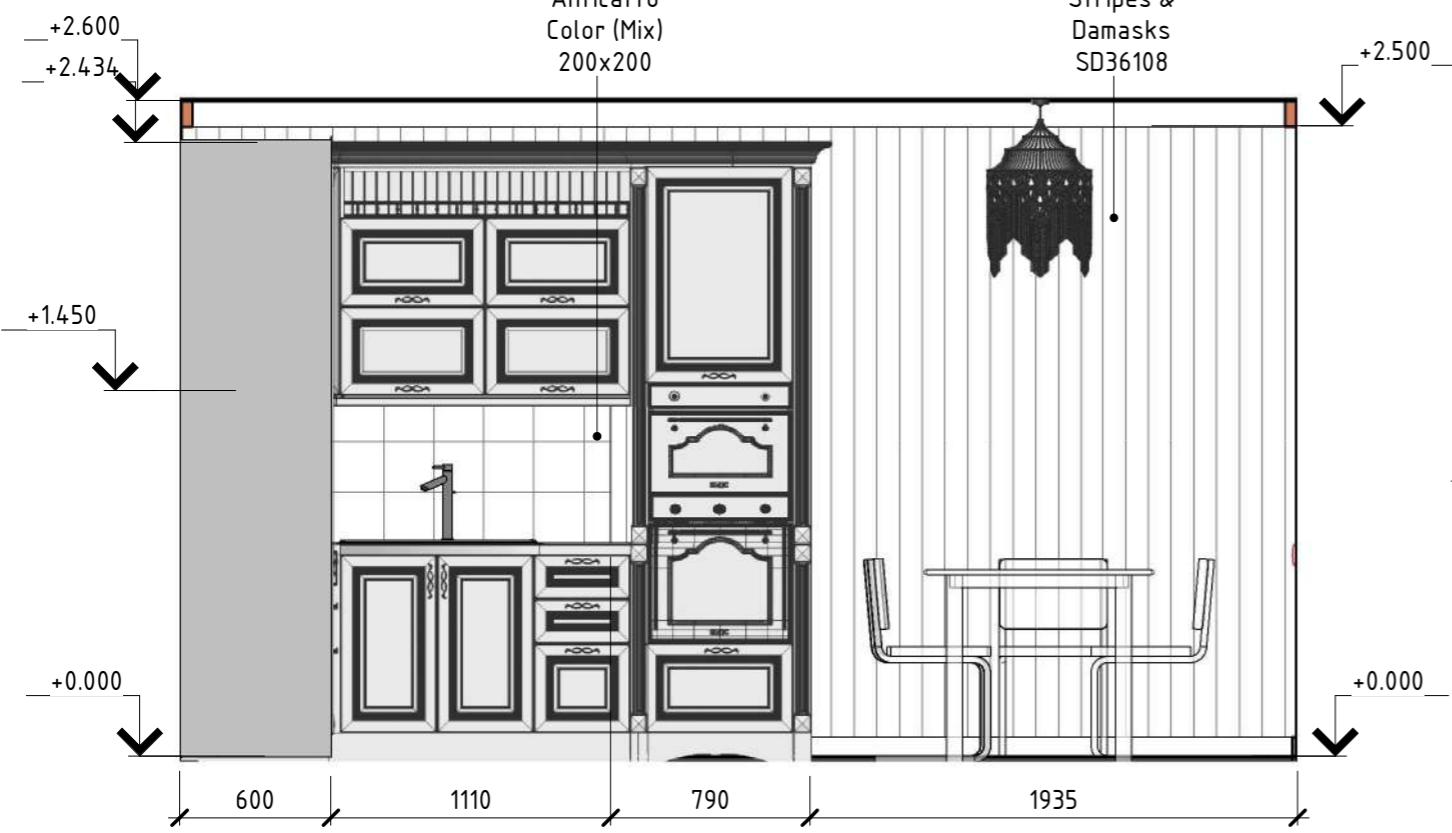 Color (Mix)
200x200
Stripes &
Damasks
SD36108
+2.600
+2.434
+2.500
+1.450
+0.000
+0.000
600
1110
790
1935